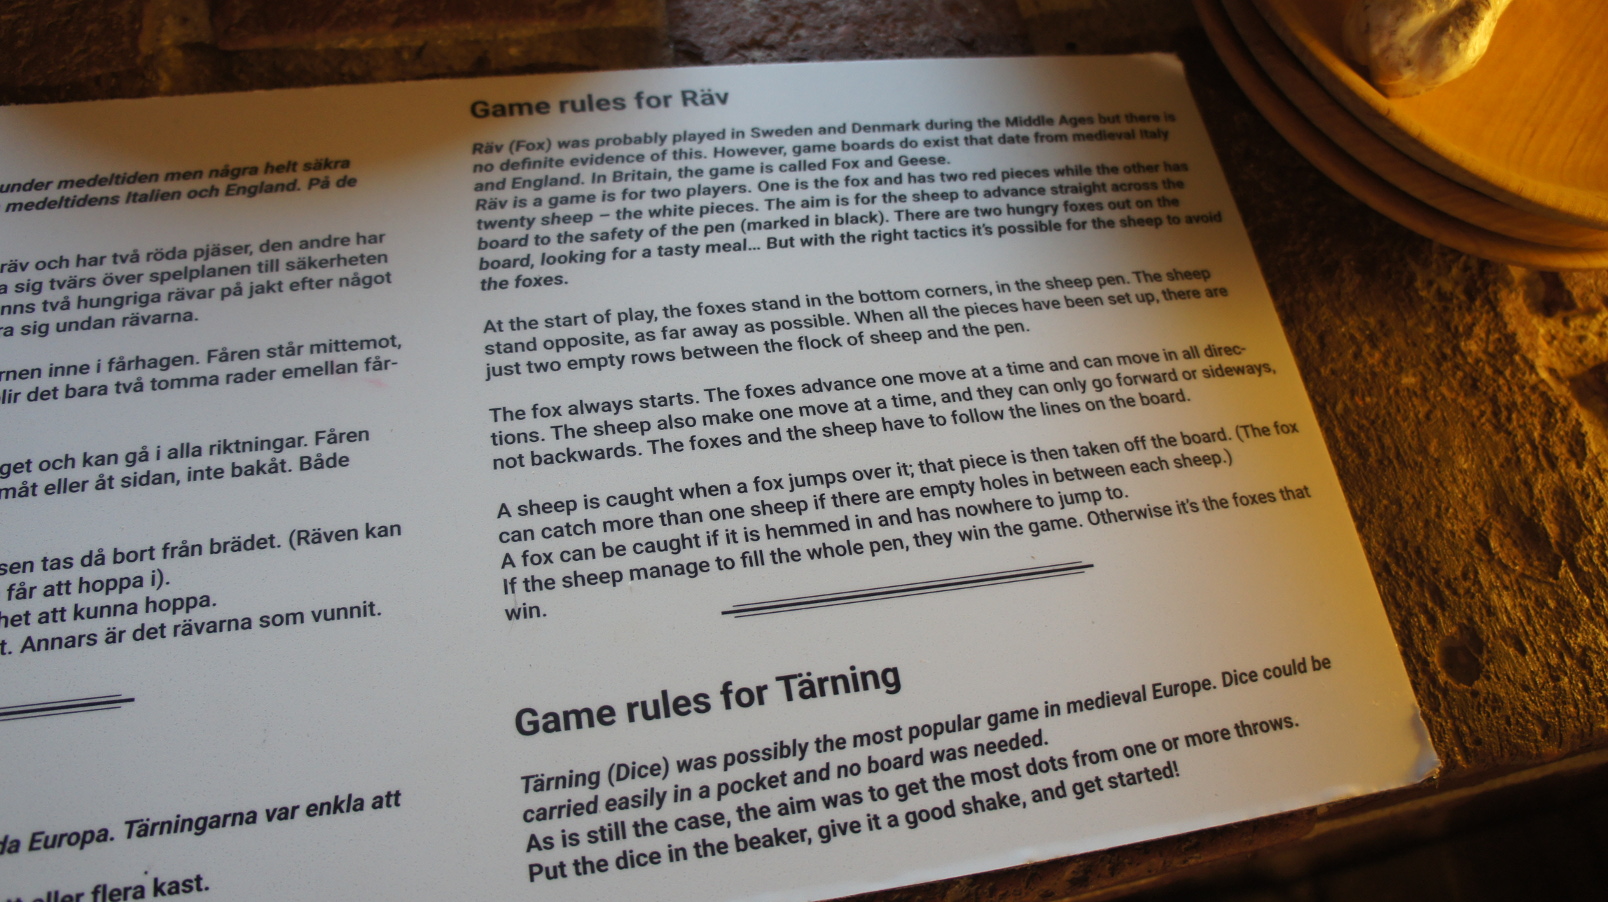 under medeltiden men några helt säkra
medeltidens Italien och England. På de
räv och har två röda pjäser, den andre har
sig tvärs över spelplanen till säkerheten
nns två hungriga rävar på jakt efter något
ra sig undan rävarna.
rnen inne i fårhagen. Fåren står mittemot,
lir det bara två tomma rader emellan får-
get och kan gå i alla riktningar. Fåren
måt eller åt sidan, inte bakåt. Både
sen tas då bort från brädet. (Räven kan
får att hoppa i).
het att kunna hoppa.
t. Annars är det rävarna som vunnit.
da Europa. Tärningarna var enkla att
eller flera kast.
Game rules for Räv
Räv (Fox) was probably played in Sweden and Denmark during the Middle Ages but there is
no definite evidence of this. However, game boards do exist that date from medieval Italy
and England. In Britain, the game is called Fox and Geese.
Räv is a game is for two players. One is the fox and has two red pieces while the other has
twenty sheep – the white pieces. The aim is for the sheep to advance straight across the
board to the safety of the pen (marked in black). There are two hungry foxes out on the
board, looking for a tasty meal... But with the right tactics it's possible for the sheep to avoid
the foxes.
At the start of play, the foxes stand in the bottom corners, in the sheep pen. The sheep
stand opposite, as far away as possible. When all the pieces have been set up, there are
just two empty rows between the flock of sheep and the pen.
The fox always starts. The foxes advance one move at a time and can move in all direc-
tions. The sheep also make one move at a time, and they can only go forward or sideways,
not backwards. The foxes and the sheep have to follow the lines on the board.
A sheep is caught when a fox jumps over it; that piece is then taken off the board. (The fox
can catch more than one sheep if there are empty holes in between each sheep.)
A fox can be caught if it is hemmed in and has nowhere to jump to.
If the sheep manage to fill the whole pen, they win the game. Otherwise it's the foxes that
win.
Game rules for Tärning
Tärning (Dice) was possibly the most popular game in medieval Europe. Dice could be
carried easily in a pocket and no board was needed.
As is still the case, the aim was to get the most dots from one or more throws.
Put the dice in the beaker, give it a good shake, and get started!